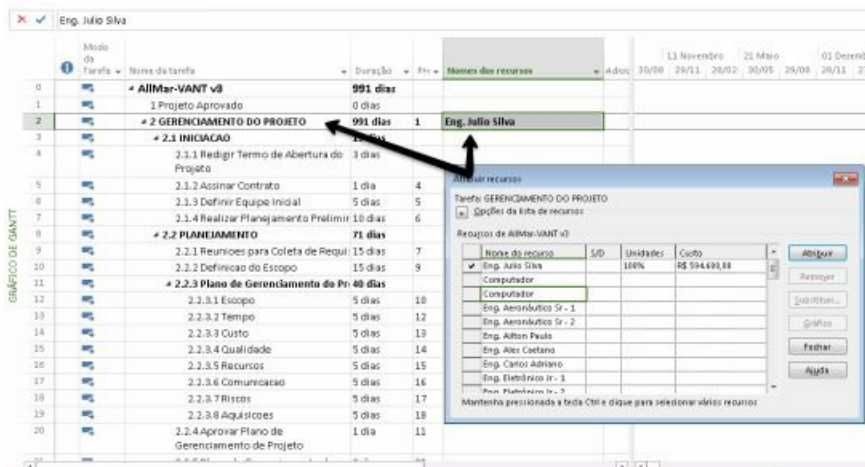 Eng. Julio Silva
Modo da Tarefa
Nome da tarefa
Duração
Nomes dos recursos
11 Novembro 21 Maio 01 Dezemb
29/11 28/02 30/05 29/08 28/11
0 AllMar-VANT v3 991 dias
1 1 Projeto Aprovado 0 dias
2 2 GERENCIAMENTO DO PROJETO 991 dias 1 Eng. Julio Silva
3 2.1 INICIACAO
4 2.1.1 Redigir Termo de Abertura do Projeto 3 dias
5 2.1.2 Assinar Contrato 1 dia 4
6 2.1.3 Definir Equipe Inicial 5 dias 5
7 2.1.4 Realizar Planejamento Prelimir 10 dias 6
8 2.2 PLANEJAMENTO 71 dias
9 2.2.1 Reunioes para Coleta de Requi 15 dias 7
10 2.2.2 Definicao do Escopo 15 dias 9
11 2.2.3 Plano de Gerenciamento do Pr 40 dias
12 2.2.3.1 Escopo 5 dias 10
13 2.2.3.2 Tempo 5 dias 12
14 2.2.3.3 Custo 5 dias 13
15 2.2.3.4 Qualidade 5 dias 14
16 2.2.3.5 Recursos 5 dias 15
17 2.2.3.6 Comunicacao 5 dias 16
18 2.2.3.7 Riscos 5 dias 17
19 2.2.3.8 Aquisicoes 5 dias 18
20 2.2.4 Aprovar Plano de Gerenciamento do Projeto 1 dia 11
GRÁFICO DE GANTT
Atribuir recursos
Tarefa: GERENCIAMENTO DO PROJETO
Opções da lista de recursos
Recursos de AllMar-VANT v3
Nome do recurso S/D Unidades Custo
Eng. Julio Silva 100%
Computador
Computador
Eng. Aeronáutico Sr - 1
Eng. Aeronáutico Sr - 2
Eng. Ailton Paulo
Eng. Alex Caetano
Eng. Carlos Adriano
Eng. Eletrônico Jr - 1
Eng. Eletrônico Jr - 2
Atribuir
Remover
Substituir...
Gráfico
Fechar
Ajuda
Mantenha pressionada a tecla Ctrl e clique para selecionar vários recursos